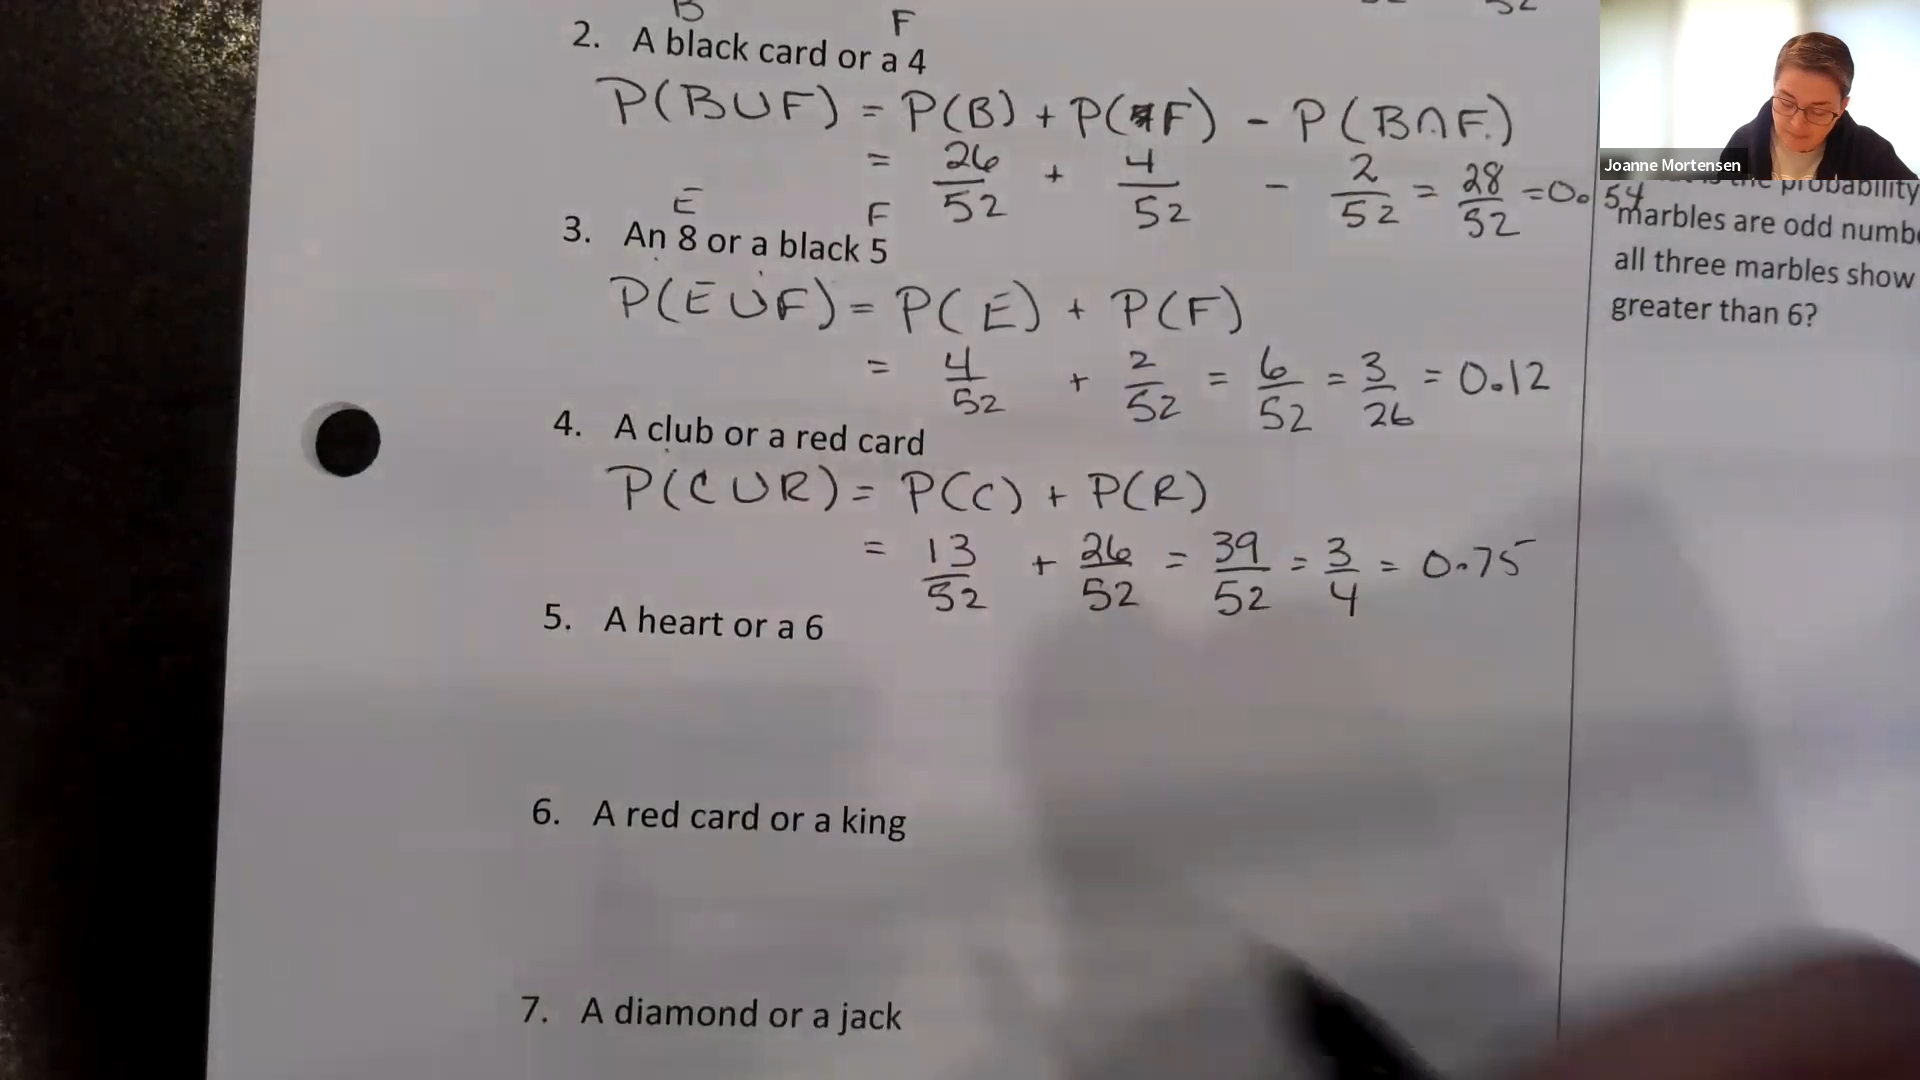 B F
2. A black card or a 4
P(B∪F) = P(B) + P(F) - P(B∩F)
= 26/52 + 4/52 - 2/52 = 28/52 = 0.54
E F
3. An 8 or a black 5
P(E∪F) = P(E) + P(F)
= 4/52 + 2/52 = 6/52 = 3/26 = 0.12
4. A club or a red card
P(C∪R) = P(C) + P(R)
= 13/52 + 26/52 = 39/52 = 3/4 = 0.75
5. A heart or a 6
6. A red card or a king
7. A diamond or a jack
Joanne Mortensen
the probability
marbles are odd numb
all three marbles show
greater than 6?